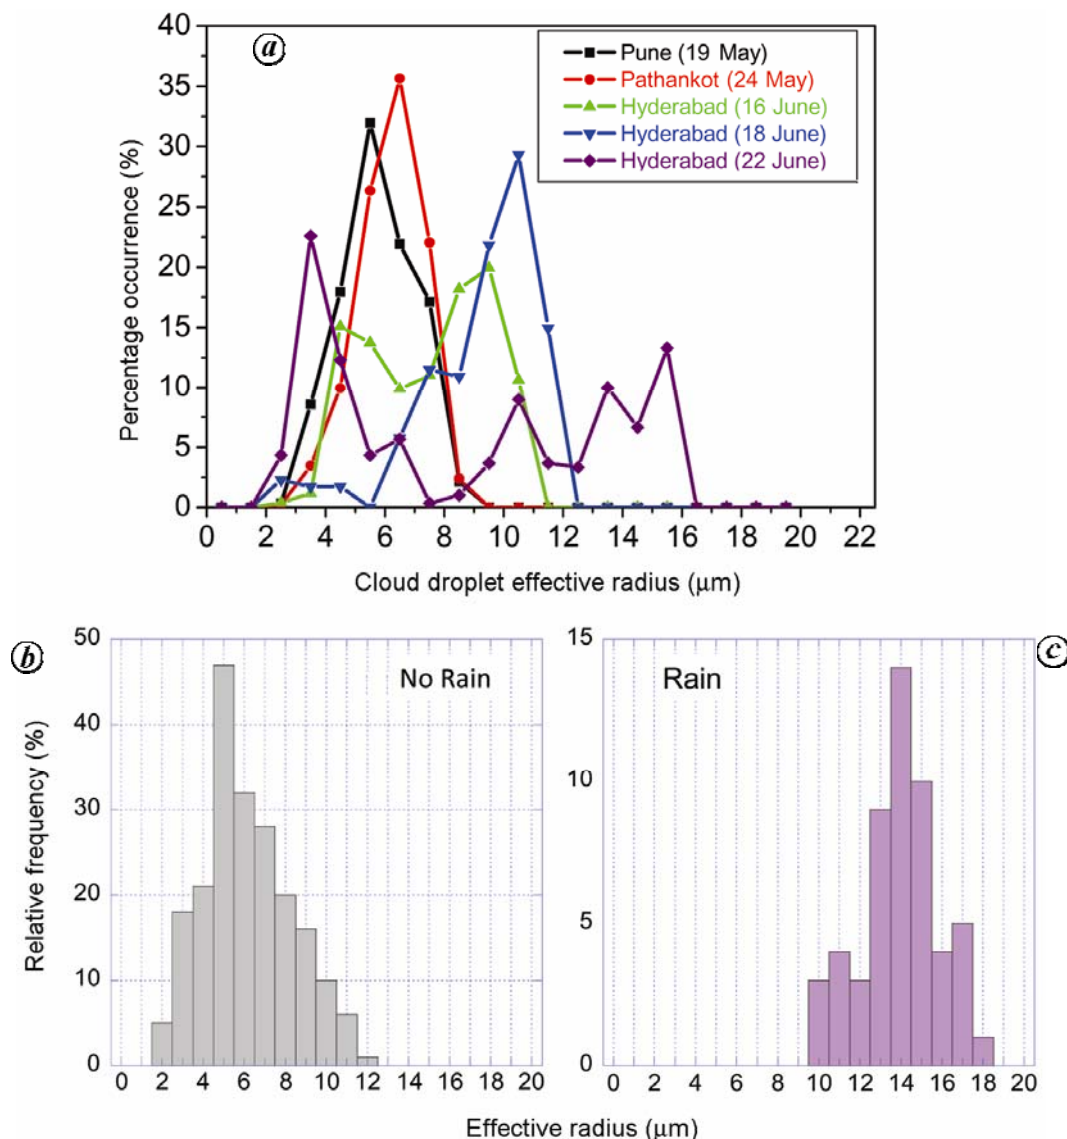 a
40
35
30
25
20
15
10
5
0
Percentage occurrence (%)
Pune (19 May)
Pathankot (24 May)
Hyderabad (16 June)
Hyderabad (18 June)
Hyderabad (22 June)
0 2 4 6 8 10 12 14 16 18 20 22
Cloud droplet effective radius (μm)
b
50
40
30
20
10
0
Relative frequency (%)
No Rain
0 2 4 6 8 10 12 14 16 18 20
c
15
10
5
0
Rain
0 2 4 6 8 10 12 14 16 18 20
Effective radius (μm)